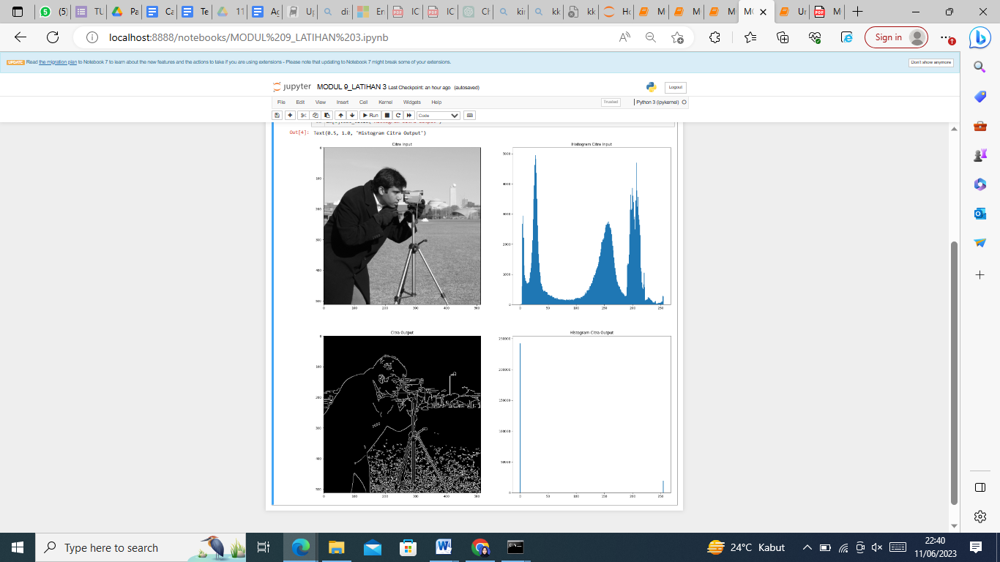 (5)
TU
Pa
Ca
Te
11
Ag
Up
di
En
IC
IC
Ch
kir
kk
kk
Ho
M
M
M
MO
Un
M
localhost:8888/notebooks/MODUL%209_LATIHAN%203.ipynb
Sign in
UPDATE Read the migration plan to Notebook 7 to learn about the new features and the actions to take if you are using extensions - Please note that updating to Notebook 7 might break some of your extensions.
Don't show anymore
jupyter MODUL 9_LATIHAN 3 Last Checkpoint: an hour ago (autosaved)
Logout
File Edit View Insert Cell Kernel Widgets Help
Trusted
Python 3 (ipykernel)
Run
Code
Out[4]: Text(0.5, 1.0, 'Histogram Citra Output')
Citra Input
0
100
200
300
400
500
0 100 200 300 400 500
Histogram Citra Input
5000
4000
3000
2000
1000
0
0 50 100 150 200 250
Citra Output
0
100
200
300
400
500
0 100 200 300 400 500
Histogram Citra Output
250000
200000
150000
100000
50000
0
0 50 100 150 200 250
Type here to search
24°C Kabut
22:40
11/06/2023